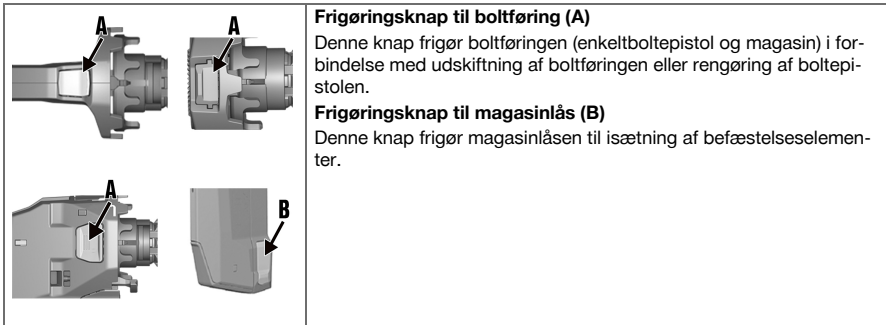 A
A
A
B
Frigøringsknap til boltføring (A)
Denne knap frigør boltføringen (enkeltboltepistol og magasin) i for-
bindelse med udskiftning af boltføringen eller rengøring af boltepi-
stolen.
Frigøringsknap til magasinlås (B)
Denne knap frigør magasinlåsen til isætning af befæstelseselemen-
ter.